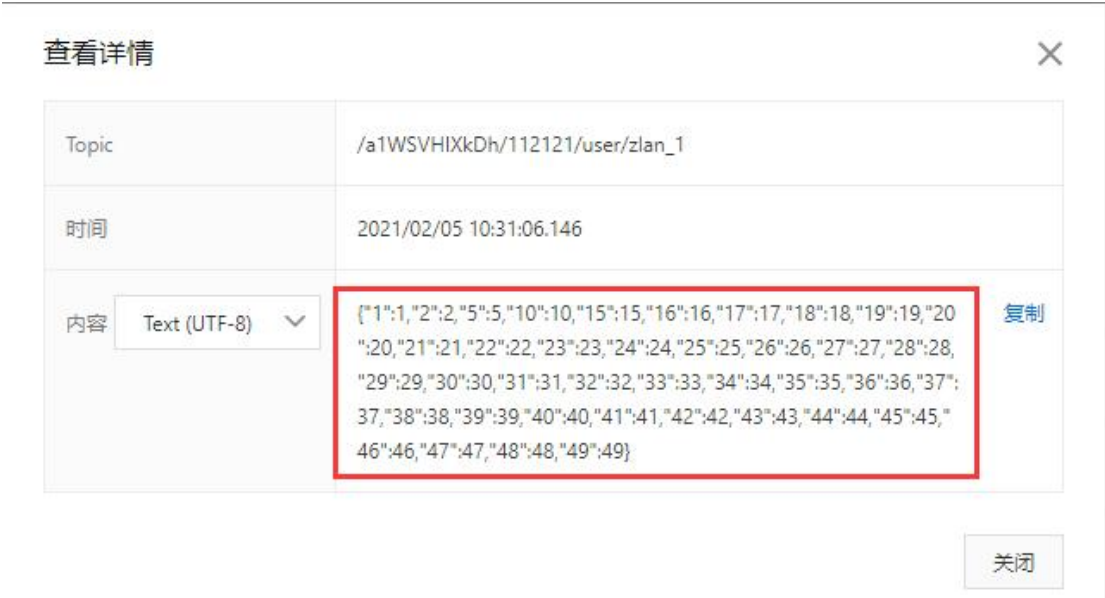 查看详情
Topic
/a1WSVHIXkDh/112121/user/zlan_1
时间
2021/02/05 10:31:06.146
内容
Text (UTF-8)
{"1":1,"2":2,"5":5,"10":10,"15":15,"16":16,"17":17,"18":18,"19":19,"20
":20,"21":21,"22":22,"23":23,"24":24,"25":25,"26":26,"27":27,"28":28,
"29":29,"30":30,"31":31,"32":32,"33":33,"34":34,"35":35,"36":36,"37":
37,"38":38,"39":39,"40":40,"41":41,"42":42,"43":43,"44":44,"45":45,"
46":46,"47":47,"48":48,"49":49}
复制
关闭